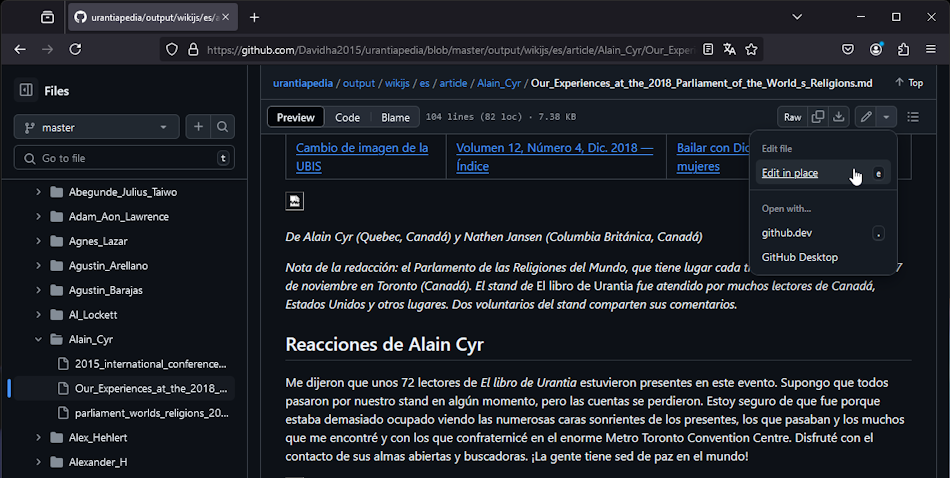 urantiapedia/output/wikijs/es/a
https://github.com/Davidha2015/urantiapedia/blob/master/output/wikijs/es/article/Alain_Cyr/Our_Exper
Files
master
Go to file
t
Abegunde_Julius_Taiwo
Adam_Aon_Lawrence
Agnes_Lazar
Agustin_Arellano
Agustin_Barajas
Al_Lockett
Alain_Cyr
2015_international_conference...
Our_Experiences_at_the_2018_...
parliament_worlds_religions_20...
Alex_Hehlert
Alexander_H
urantiapedia / output / wikijs / es / article / Alain_Cyr / Our_Experiences_at_the_2018_Parliament_of_the_World_s_Religions.md
Top
Preview
Code
Blame
104 lines (82 loc) · 7.38 KB
Raw
Edit file
Edit in place
e
Open with...
github.dev
.
GitHub Desktop
Cambio de imagen de la
UBIS
Volumen 12, Número 4, Dic. 2018 —
Índice
Bailar con Dio
mujeres
De Alain Cyr (Quebec, Canadá) y Nathen Jansen (Columbia Británica, Canadá)
Nota de la redacción: el Parlamento de las Religiones del Mundo, que tiene lugar cada t 7
de noviembre en Toronto (Canadá). El stand de El libro de Urantia fue atendido por muchos lectores de Canadá,
Estados Unidos y otros lugares. Dos voluntarios del stand comparten sus comentarios.
Reacciones de Alain Cyr
Me dijeron que unos 72 lectores de El libro de Urantia estuvieron presentes en este evento. Supongo que todos
pasaron por nuestro stand en algún momento, pero las cuentas se perdieron. Estoy seguro de que fue porque
estaba demasiado ocupado viendo las numerosas caras sonrientes de los presentes, los que pasaban y los muchos
que me encontré y con los que confraternicé en el enorme Metro Toronto Convention Centre. Disfruté con el
contacto de sus almas abiertas y buscadoras. ¡La gente tiene sed de paz en el mundo!